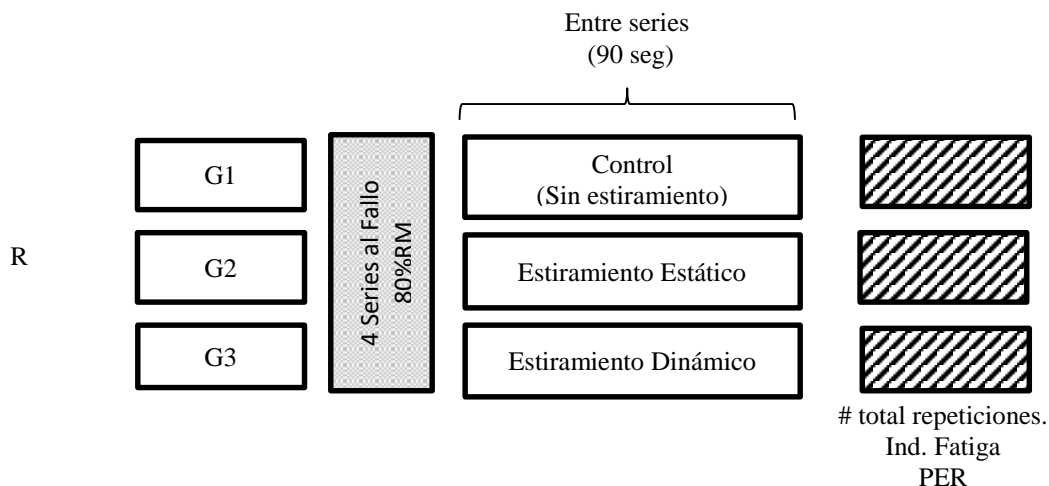 Entre series
(90 seg)
G1
Control
(Sin estiramiento)
R
G2
4 Series al Fallo
80%RM
Estiramiento Estático
G3
Estiramiento Dinámico
# total repeticiones.
Ind. Fatiga
PER